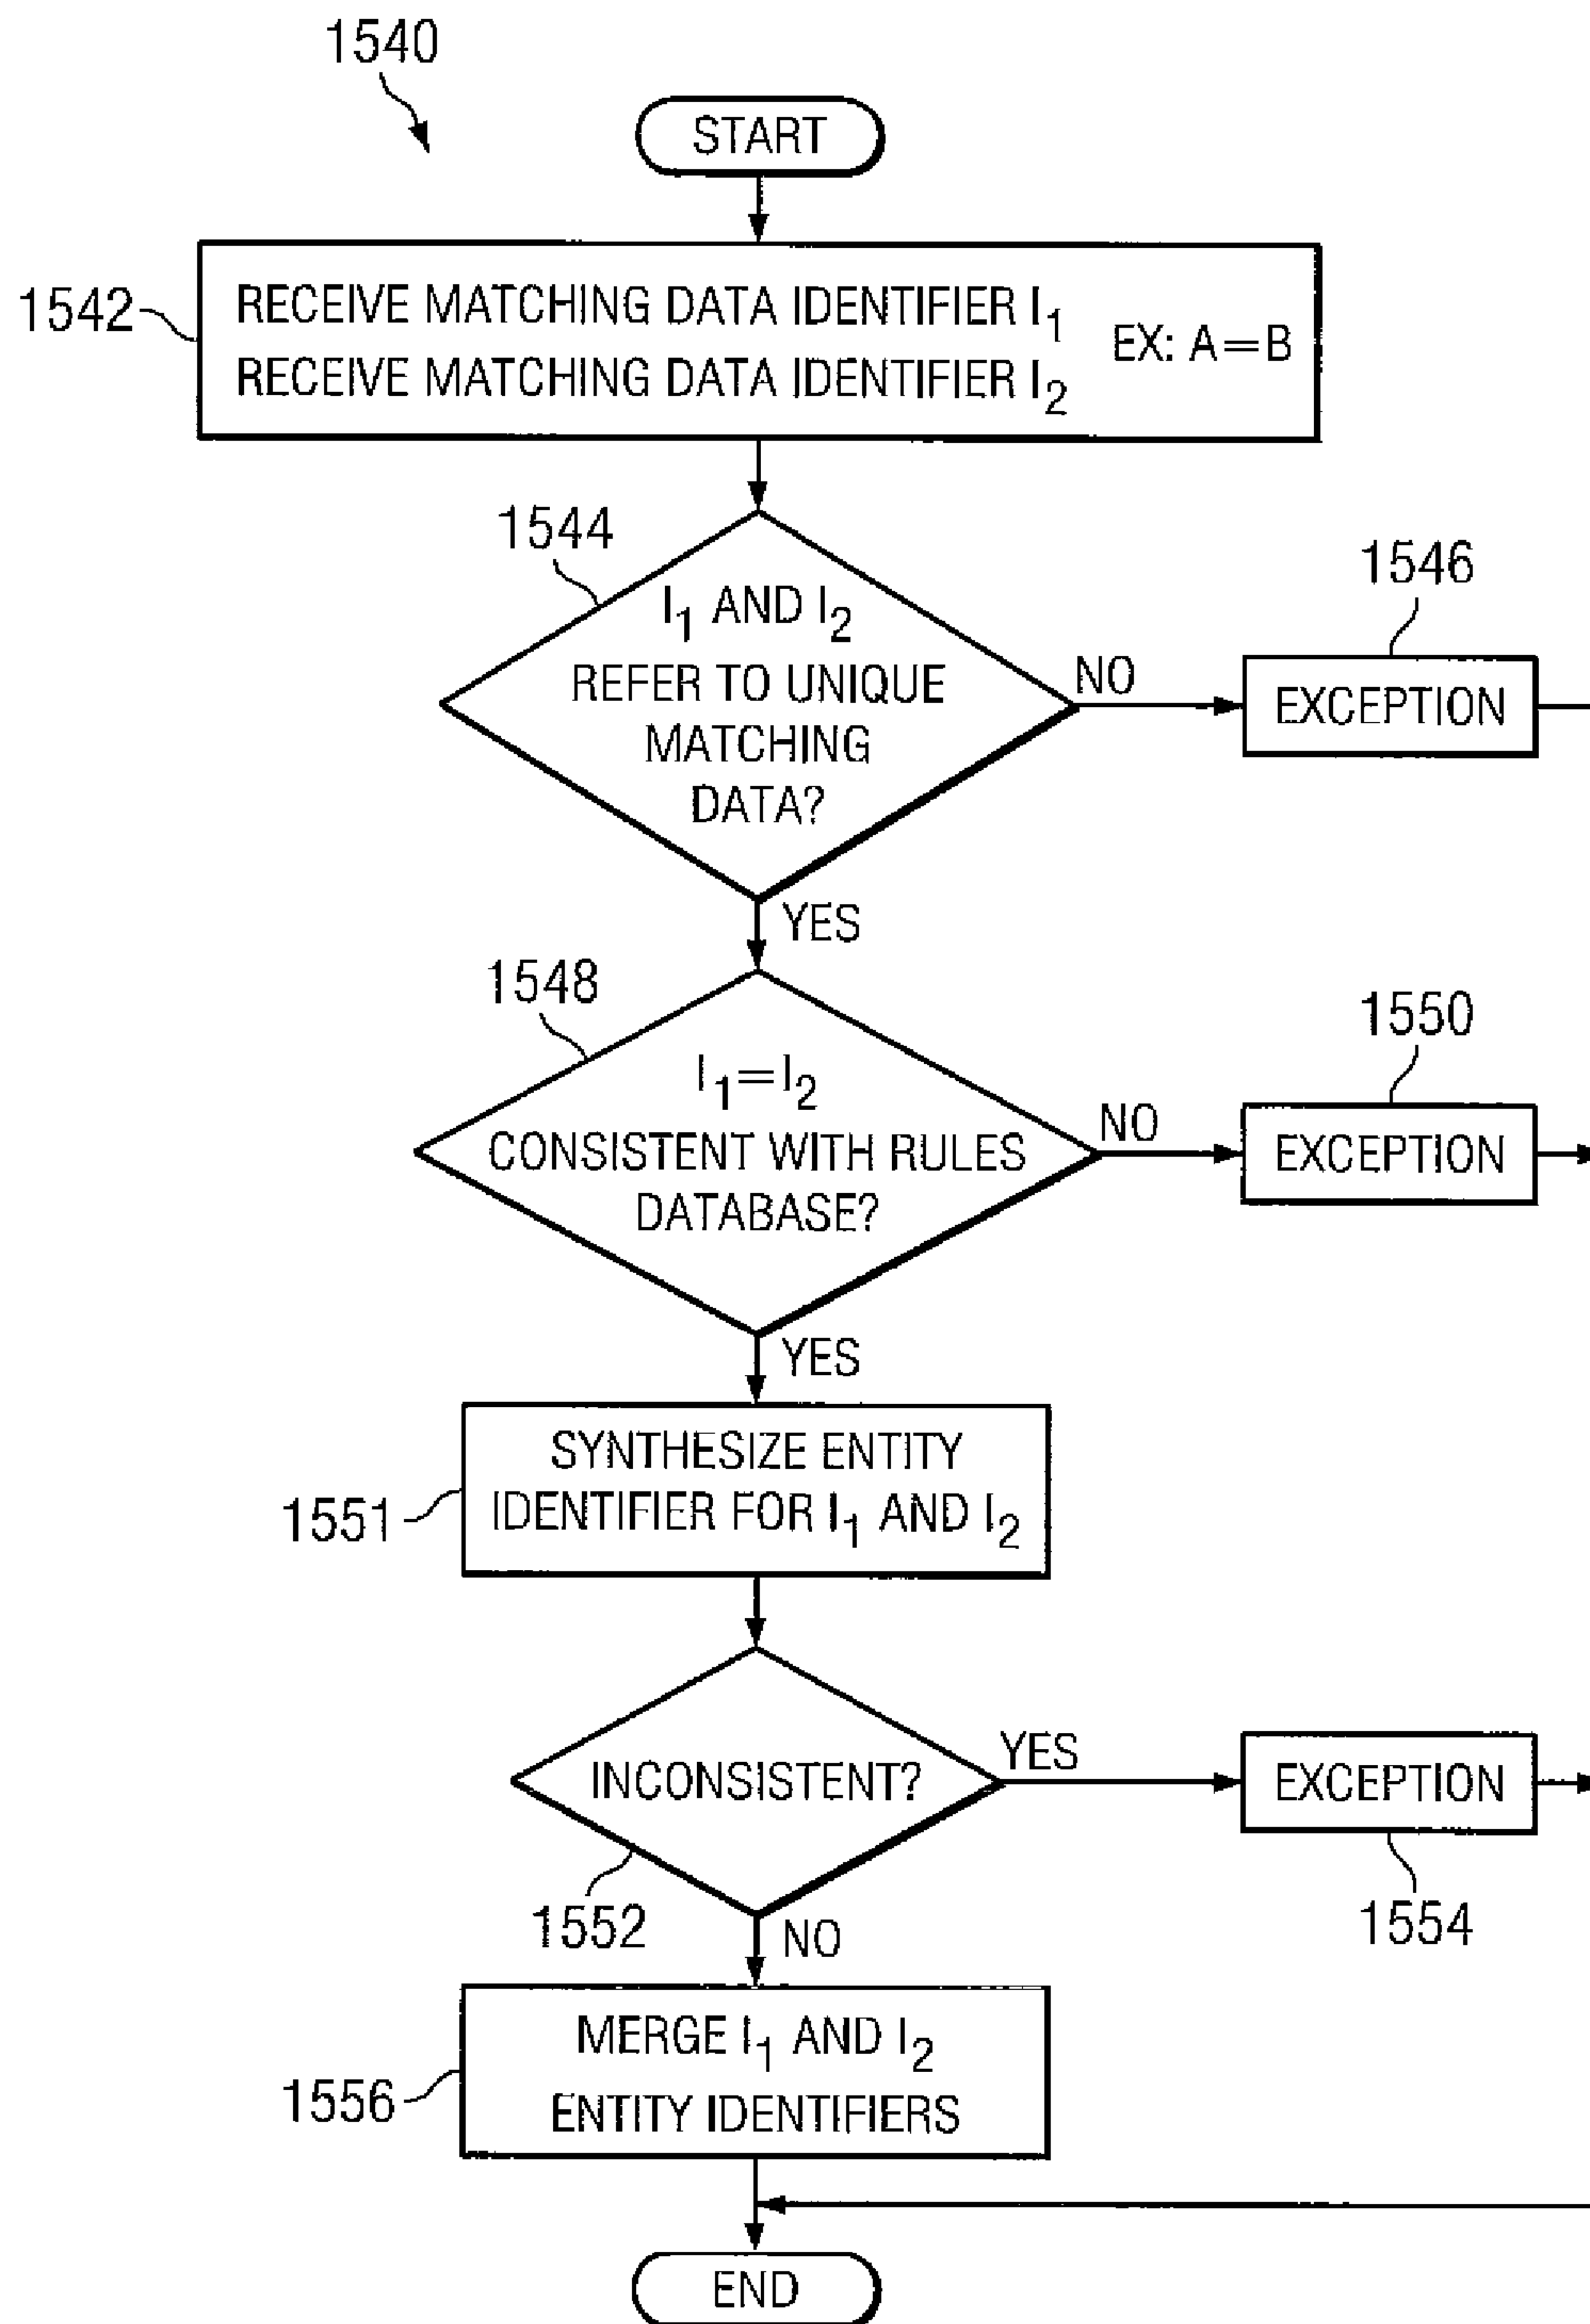 1540
START
1542
RECEIVE MATCHING DATA IDENTIFIER I1
RECEIVE MATCHING DATA IDENTIFIER I2
EX: A=B
1544
I1 AND I2
REFER TO UNIQUE
MATCHING
DATA?
NO
1546
EXCEPTION
YES
1548
I1=I2
CONSISTENT WITH RULES
DATABASE?
NO
1550
EXCEPTION
YES
1551
SYNTHESIZE ENTITY
IDENTIFIER FOR I1 AND I2
INCONSISTENT?
1552
YES
EXCEPTION
1554
NO
1556
MERGE I1 AND I2
ENTITY IDENTIFIERS
END